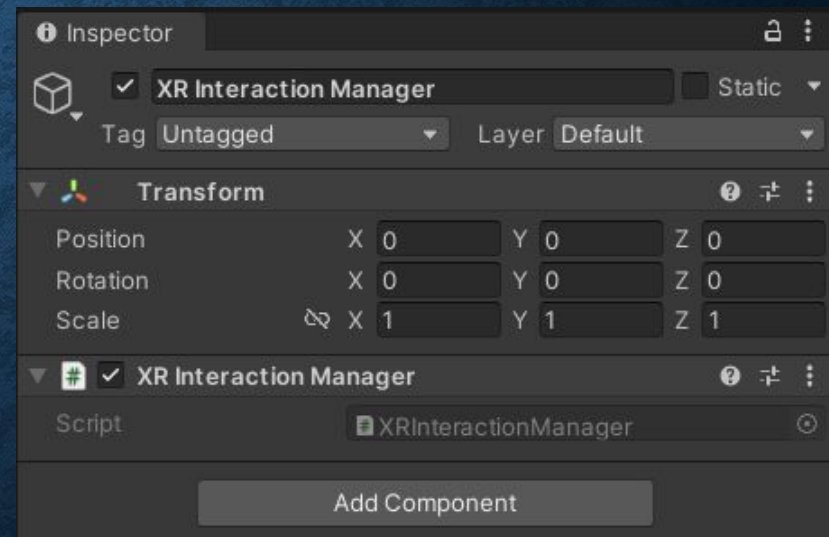 Inspector
XR Interaction Manager Static
Tag Untagged Layer Default
Transform
Position X 0 Y 0 Z 0
Rotation X 0 Y 0 Z 0
Scale X 1 Y 1 Z 1
# XR Interaction Manager
Script # XRInteractionManager
Add Component